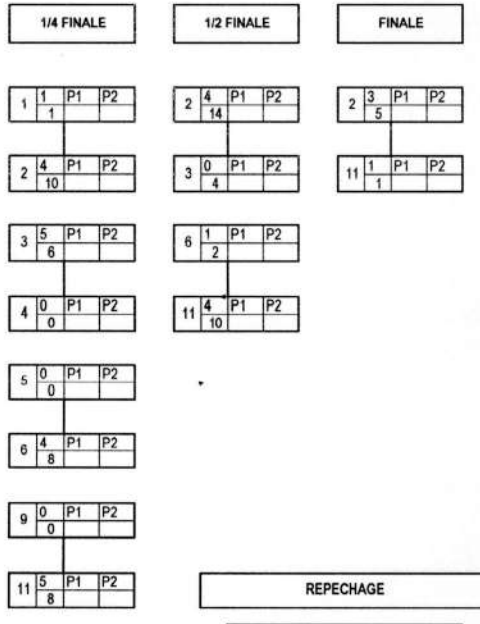 1/4 FINALE 1/2 FINALE FINALE
1 1 P1 P2
1
2 4 P1 P2
10
3 5 P1 P2
6
4 0 P1 P2
0
5 0 P1 P2
0
6 4 P1 P2
8
9 0 P1 P2
0
11 5 P1 P2
8
2 4 P1 P2
14
3 0 P1 P2
4
6 1 P1 P2
2
11 4 P1 P2
10
2 3 P1 P2
5
11 1 P1 P2
1
REPECHAGE